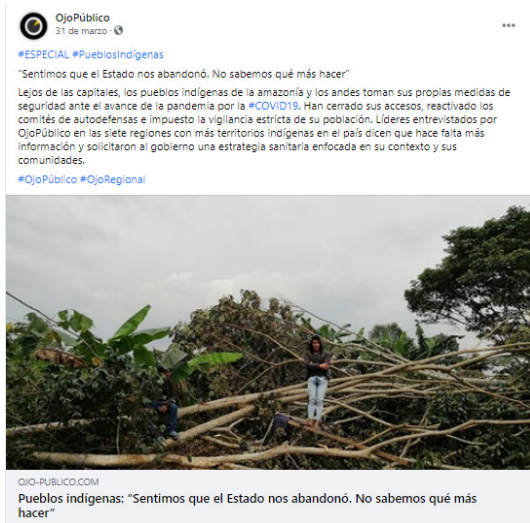 OjoPúblico
31 de marzo ·
#ESPECIAL #PueblosIndígenas
“Sentimos que el Estado nos abandonó. No sabemos qué más hacer”
Lejos de las capitales, los pueblos indígenas de la amazonía y los andes toman sus propias medidas de
seguridad ante el avance de la pandemia por la #COVID19. Han cerrado sus accesos, reactivado los
comités de autodefensas e impuesto la vigilancia estricta de su población. Líderes entrevistados por
OjoPúblico en las siete regiones con más territorios indígenas en el país dicen que hace falta más
información y solicitaron al gobierno una estrategia sanitaria enfocada en su contexto y sus
comunidades.
#OjoPúblico #OjoRegional
OJO-PUBLICO.COM
Pueblos indígenas: “Sentimos que el Estado nos abandonó. No sabemos qué más
hacer”